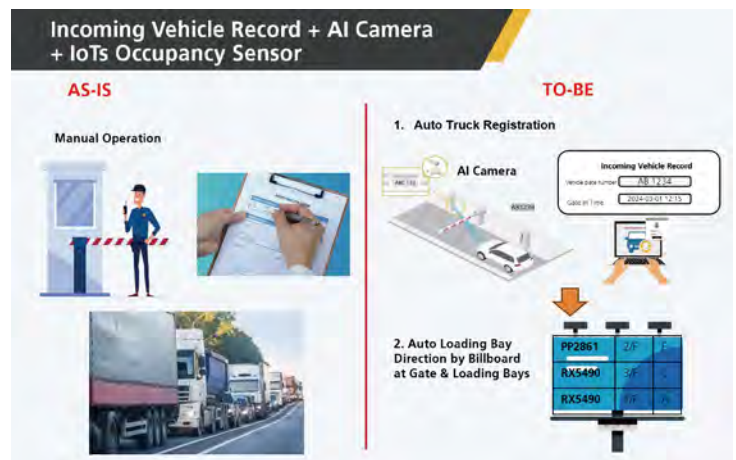 Incoming Vehicle Record + AI Camera
+ IoTs Occupancy Sensor
AS-IS
Manual Operation
TO-BE
1. Auto Truck Registration
AI Camera
Incoming Vehicle Record
Vehicle plate number
AB 1234
Gate in Time
2024-03-01 12:15
2. Auto Loading Bay
Direction by Billboard
at Gate & Loading Bays
PP2861 2/F
RX5490 3/F
RX5490 1/F